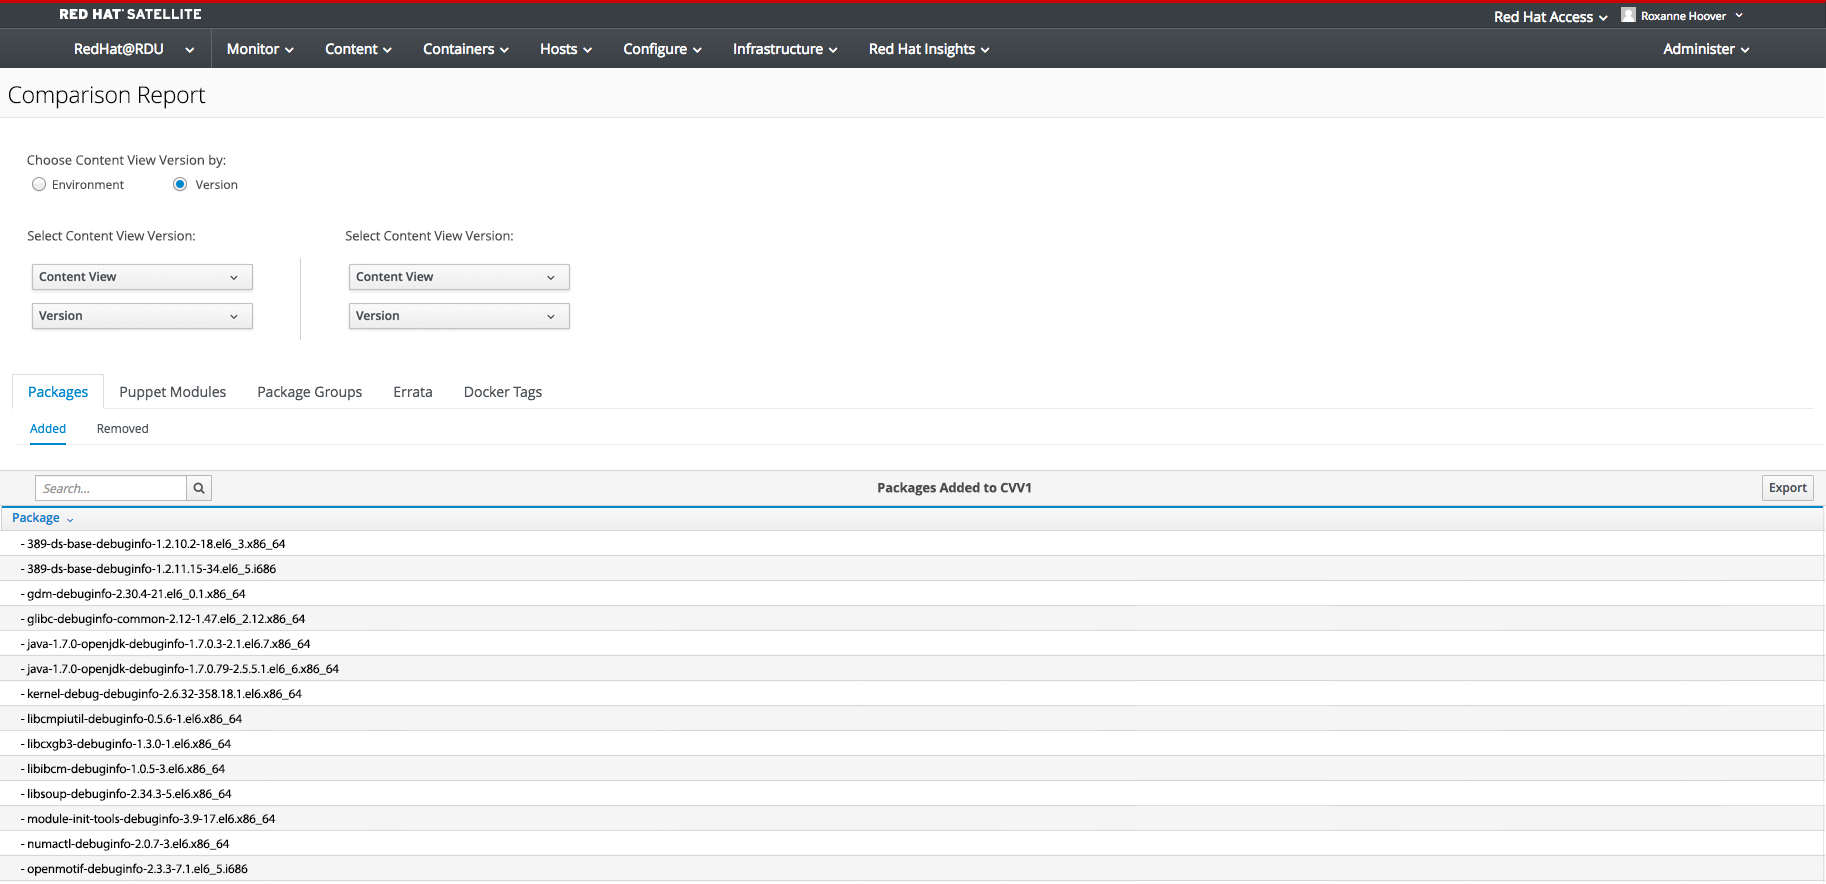 RED HAT SATELLITE
Red Hat Access
Roxanne Hoover
RedHat@RDU Monitor Content Containers Hosts Configure Infrastructure Red Hat Insights Administer
Comparison Report
Choose Content View Version by:
Environment Version
Select Content View Version: Select Content View Version:
Content View Content View
Version Version
Packages Puppet Modules Package Groups Errata Docker Tags
Added Removed
Search... Packages Added to CVV1 Export
Package
- 389-ds-base-debuginfo-1.2.10.2-18.el6_3.x86_64
- 389-ds-base-debuginfo-1.2.11.15-34.el6_5.i686
- gdm-debuginfo-2.30.4-21.el6_0.1.x86_64
- glibc-debuginfo-common-2.12-1.47.el6_2.12.x86_64
- java-1.7.0-openjdk-debuginfo-1.7.0.3-2.1.el6.7.x86_64
- java-1.7.0-openjdk-debuginfo-1.7.0.79-2.5.5.1.el6_6.x86_64
- kernel-debug-debuginfo-2.6.32-358.18.1.el6.x86_64
- libcmpiutil-debuginfo-0.5.6-1.el6.x86_64
- libcxgb3-debuginfo-1.3.0-1.el6.x86_64
- libibcm-debuginfo-1.0.5-3.el6.x86_64
- libsoup-debuginfo-2.34.3-5.el6.x86_64
- module-init-tools-debuginfo-3.9-17.el6.x86_64
- numactl-debuginfo-2.0.7-3.el6.x86_64
- openmotif-debuginfo-2.3.3-7.1.el6_5.i686